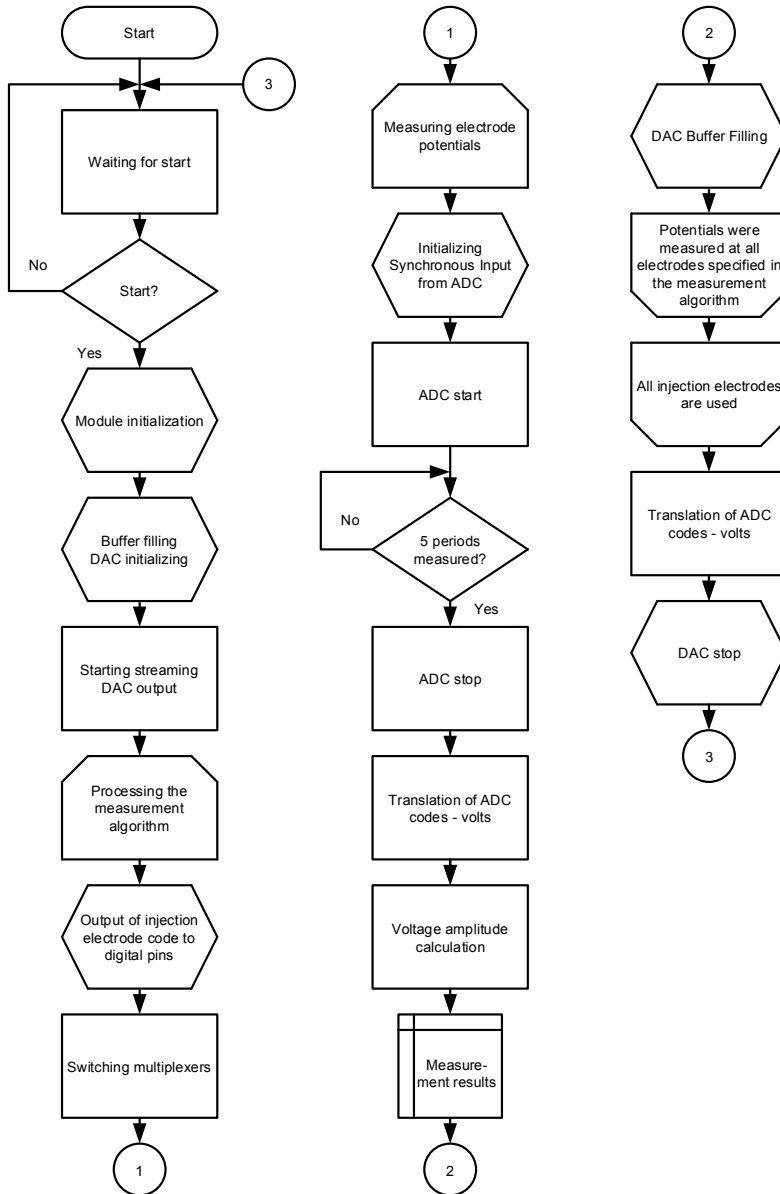 Start
3
Waiting for start
No
Start?
Yes
Module initialization
Buffer filling
DAC initializing
Starting streaming
DAC output
Processing the
measurement
algorithm
Output of injection
electrode code to
digital pins
Switching multiplexers
1
1
Measuring electrode
potentials
Initializing
Synchronous Input
from ADC
ADC start
No
5 periods
measured?
Yes
ADC stop
Translation of ADC
codes - volts
Voltage amplitude
calculation
Measure-
ment results
2
2
DAC Buffer Filling
Potentials were
measured at all
electrodes specified in
the measurement
algorithm
All injection electrodes
are used
Translation of ADC
codes - volts
DAC stop
3